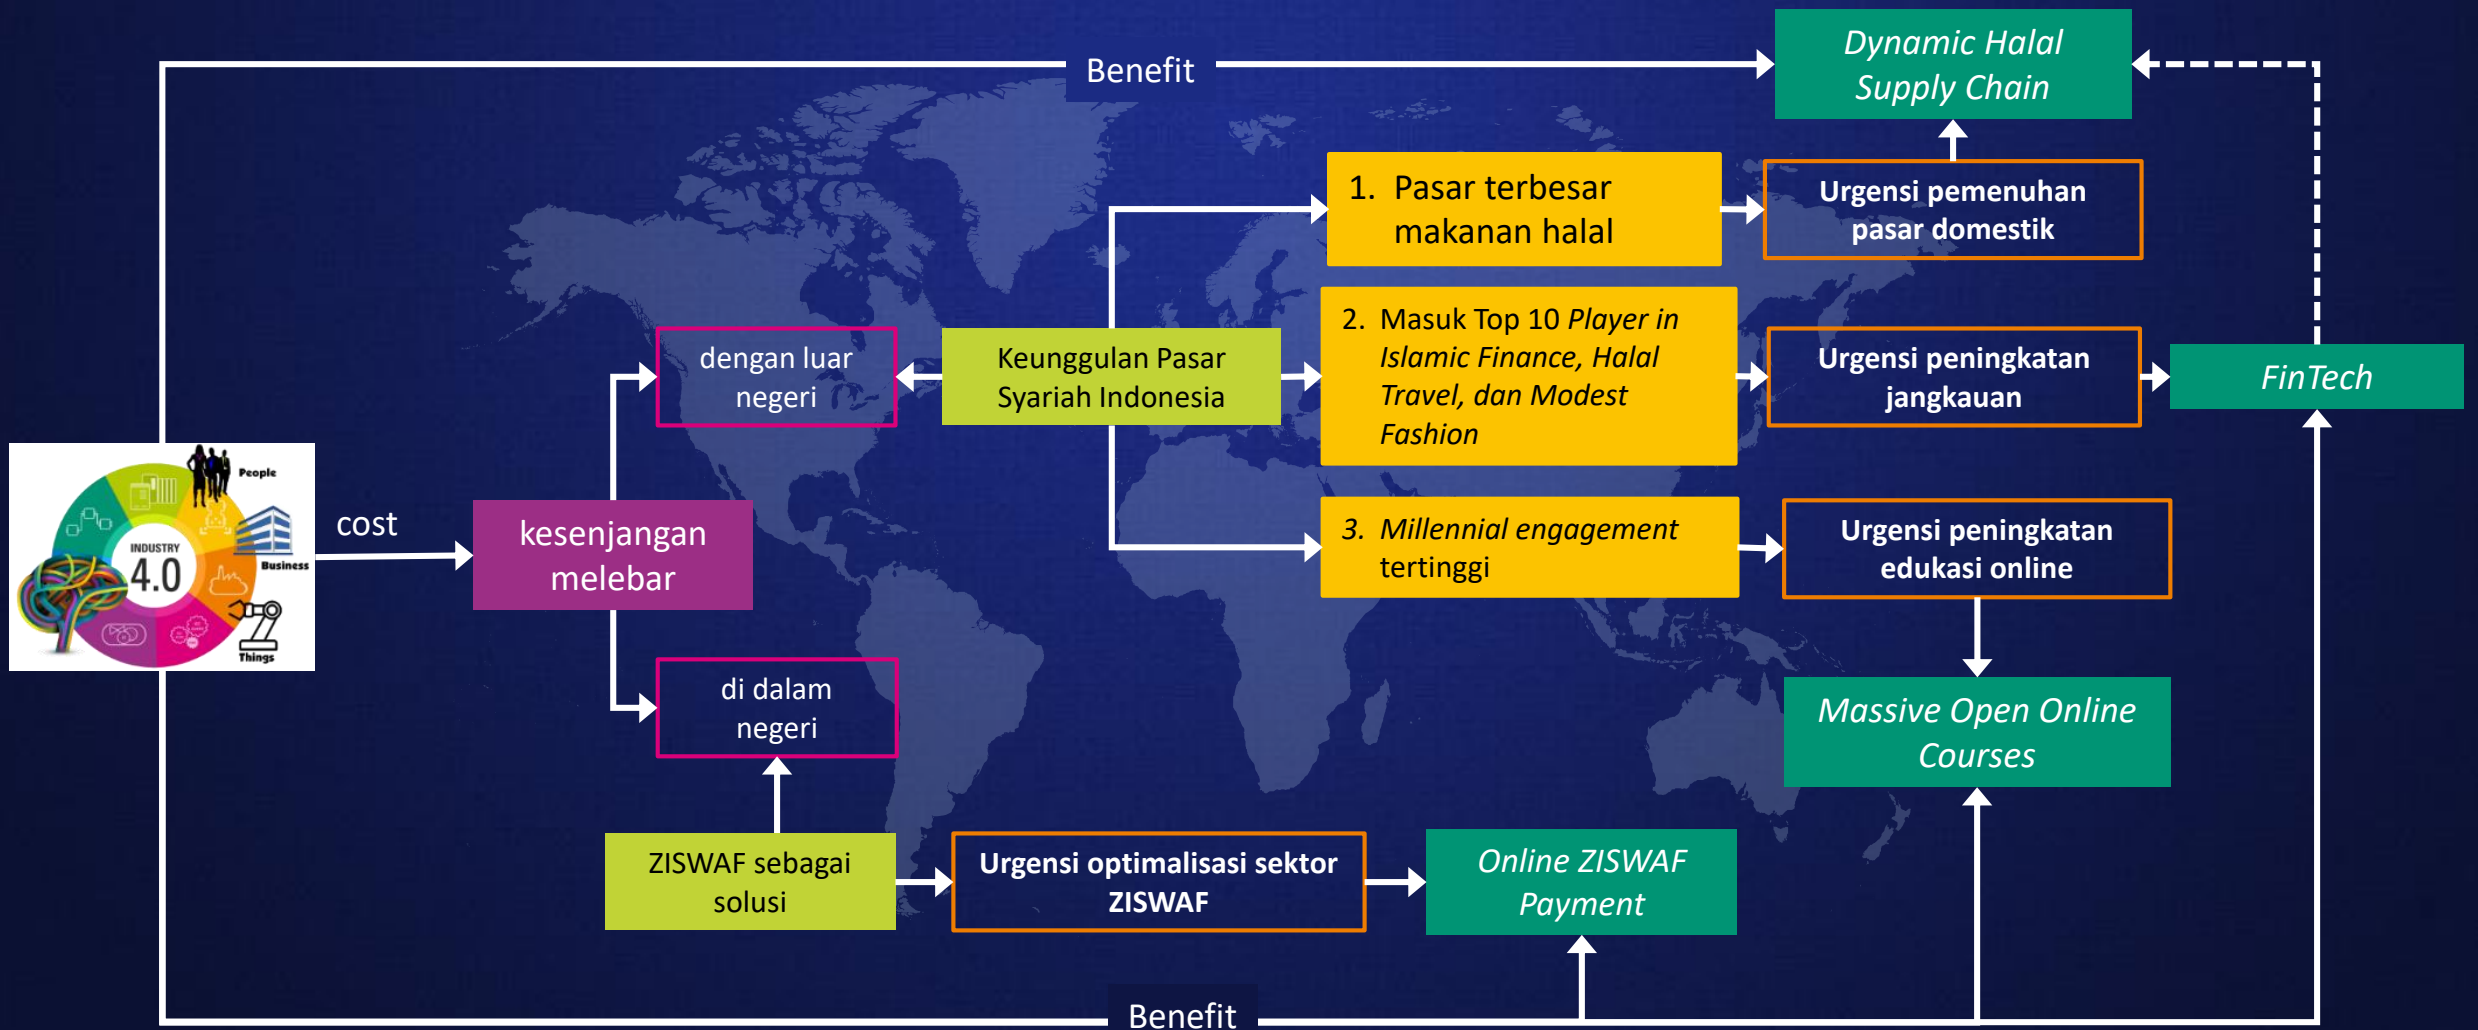 Benefit
Dynamic Halal
Supply Chain
1. Pasar terbesar
makanan halal
Urgensi pemenuhan
pasar domestik
dengan luar
negeri
Keunggulan Pasar
Syariah Indonesia
2. Masuk Top 10 Player in
Islamic Finance, Halal
Travel, dan Modest
Fashion
Urgensi peningkatan
jangkauan
FinTech
People
INDUSTRY
4.0
Business
Things
cost
kesenjangan
melebar
3. Millennial engagement
tertinggi
Urgensi peningkatan
edukasi online
di dalam
negeri
Massive Open Online
Courses
ZISWAF sebagai
solusi
Urgensi optimalisasi sektor
ZISWAF
Online ZISWAF
Payment
Benefit